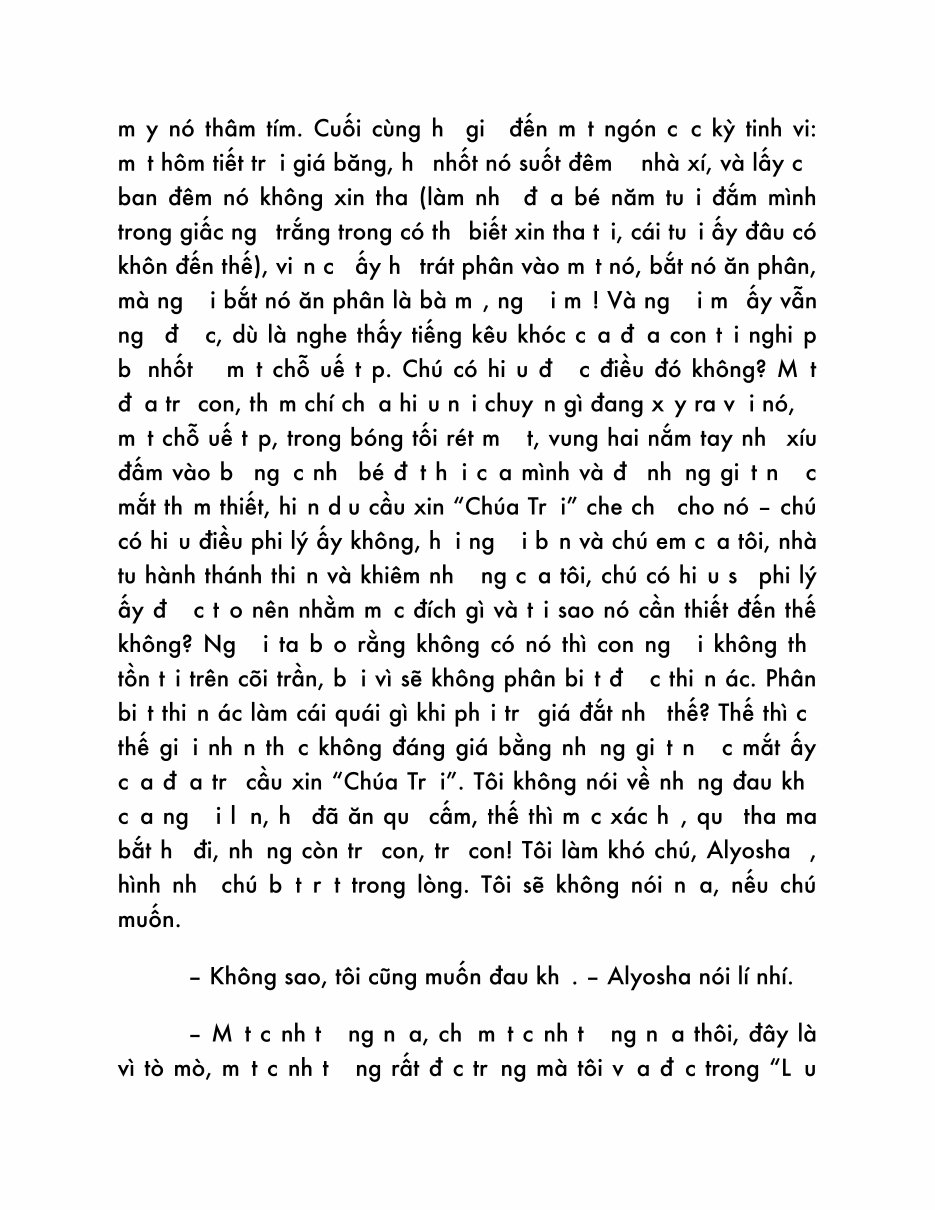 m y nó thâm tím. Cuối cùng h gi đến m t ngón c c kỳ tinh vi:
m t hôm tiết tr i giá băng, h nhốt nó suốt đêm nhà xí, và lấy c
ban đêm nó không xin tha (làm nh đ a bé năm tu i đắm mình
trong giấc ng trắng trong có th biết xin tha t i, cái tu i ấy đâu có
khôn đến thế), vi n c ấy h trát phân vào m t nó, bắt nó ăn phân,
mà ng i bắt nó ăn phân là bà m , ng i m ! Và ng i m ấy vẫn
ng đ c, dù là nghe thấy tiếng kêu khóc c a đ a con t i nghi p
b nhốt m t chỗ uế t p. Chú có hi u đ c điều đó không? M t
đ a tr con, th m chí ch a hi u n i chuy n gì đang x y ra v i nó,
m t chỗ uế t p, trong bóng tối rét m t, vung hai nắm tay nh xíu
đấm vào b ng c nh bé đ t h i c a mình và đ nh ng gi t n c
mắt th m thiết, hi n d u cầu xin “Chúa Tr i” che ch cho nó – chú
có hi u điều phi lý ấy không, h i ng i b n và chú em c a tôi, nhà
tu hành thánh thi n và khiêm nh ng c a tôi, chú có hi u s phi lý
ấy đ c t o nên nhằm m c đích gì và t i sao nó cần thiết đến thế
không? Ng i ta b o rằng không có nó thì con ng i không th
tồn t i trên cõi trần, b i vì sẽ không phân bi t đ c thi n ác. Phân
bi t thi n ác làm cái quái gì khi ph i tr giá đắt nh thế? Thế thì c
thế gi i nh n th c không đáng giá bằng nh ng gi t n c mắt ấy
c a đ a tr cầu xin “Chúa Tr i”. Tôi không nói về nh ng đau kh
c a ng i l n, h đã ăn qu cấm, thế thì m c xác h , qu tha ma
bắt h đi, nh ng còn tr con, tr con! Tôi làm khó chú, Alyosha ,
hình nh chú b t r t trong lòng. Tôi sẽ không nói n a, nếu chú
muốn.
– Không sao, tôi cũng muốn đau kh . – Alyosha nói lí nhí.
– M t c nh t ng n a, ch m t c nh t ng n a thôi, đây là
vì tò mò, m t c nh t ng rất đ c tr ng mà tôi v a đ c trong “L u